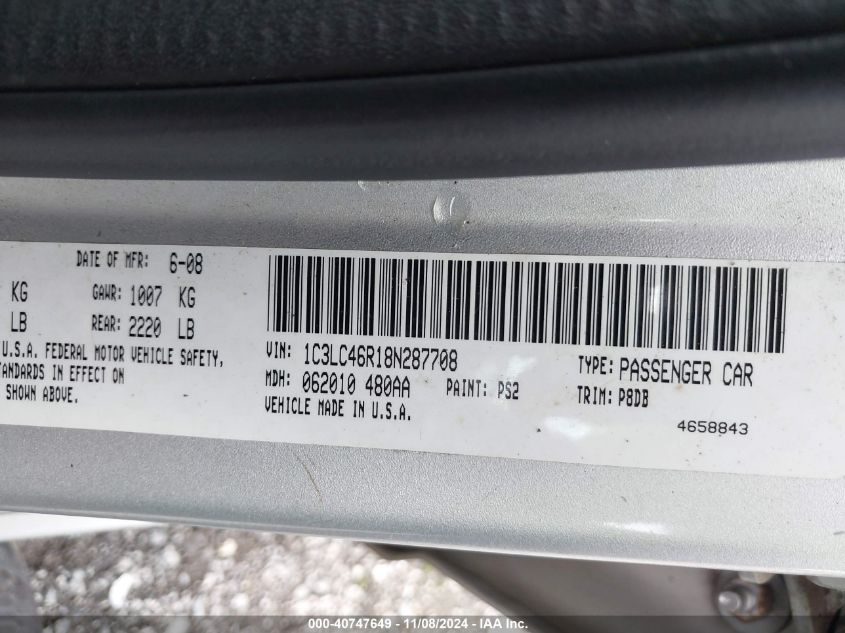 DATE OF MFR: 6-08
KG GAWR: 1007 KG
LB REAR: 2220 LB
U.S.A. FEDERAL MOTOR VEHICLE SAFETY,
STANDARDS IN EFFECT ON
SHOWN ABOVE.
VIN: 1C3LC46R18N287708
TYPE: PASSENGER CAR
MDH: 062010 480AA PAINT: PS2
TRIM: P8DB
VEHICLE MADE IN U.S.A.
4658843
000-40747649 - 11/08/2024 - IAA Inc.